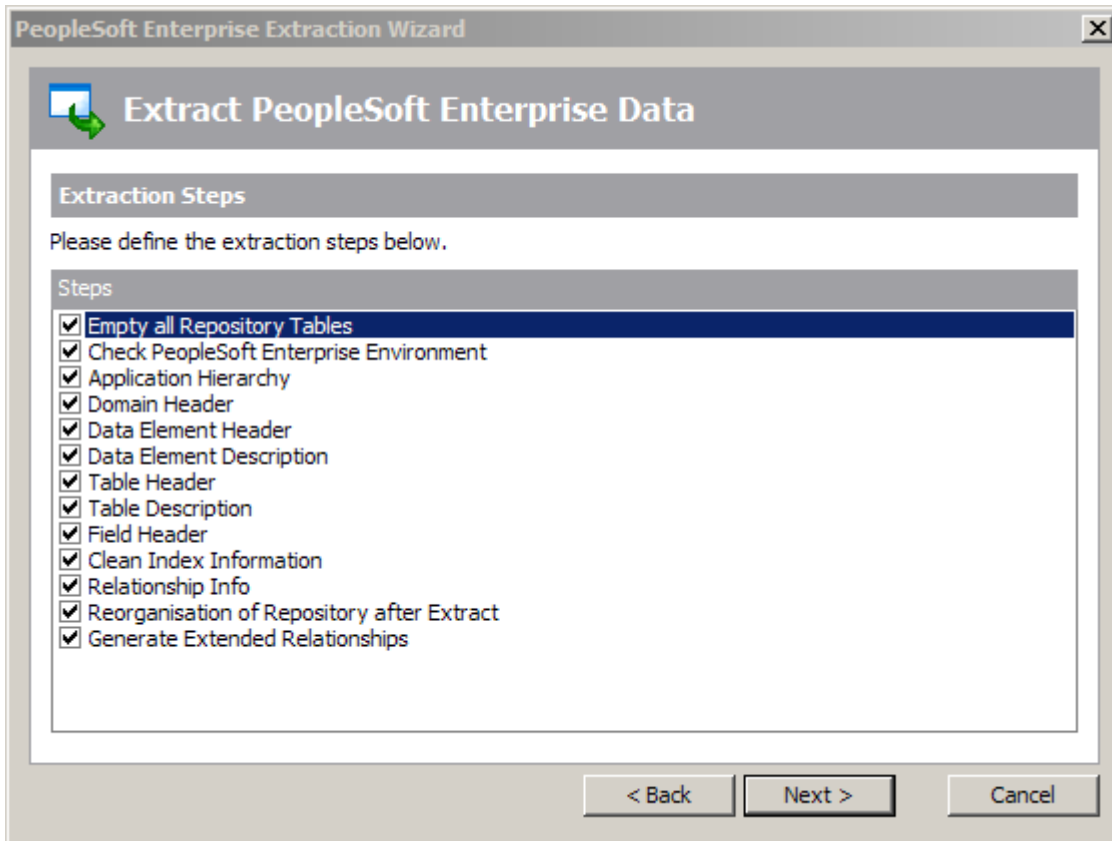 PeopleSoft Enterprise Extraction Wizard
Extract PeopleSoft Enterprise Data
Extraction Steps
Please define the extraction steps below.
Steps
Empty all Repository Tables
Check PeopleSoft Enterprise Environment
Application Hierarchy
Domain Header
Data Element Header
Data Element Description
Table Header
Table Description
Field Header
Clean Index Information
Relationship Info
Reorganisation of Repository after Extract
Generate Extended Relationships
< Back Next > Cancel